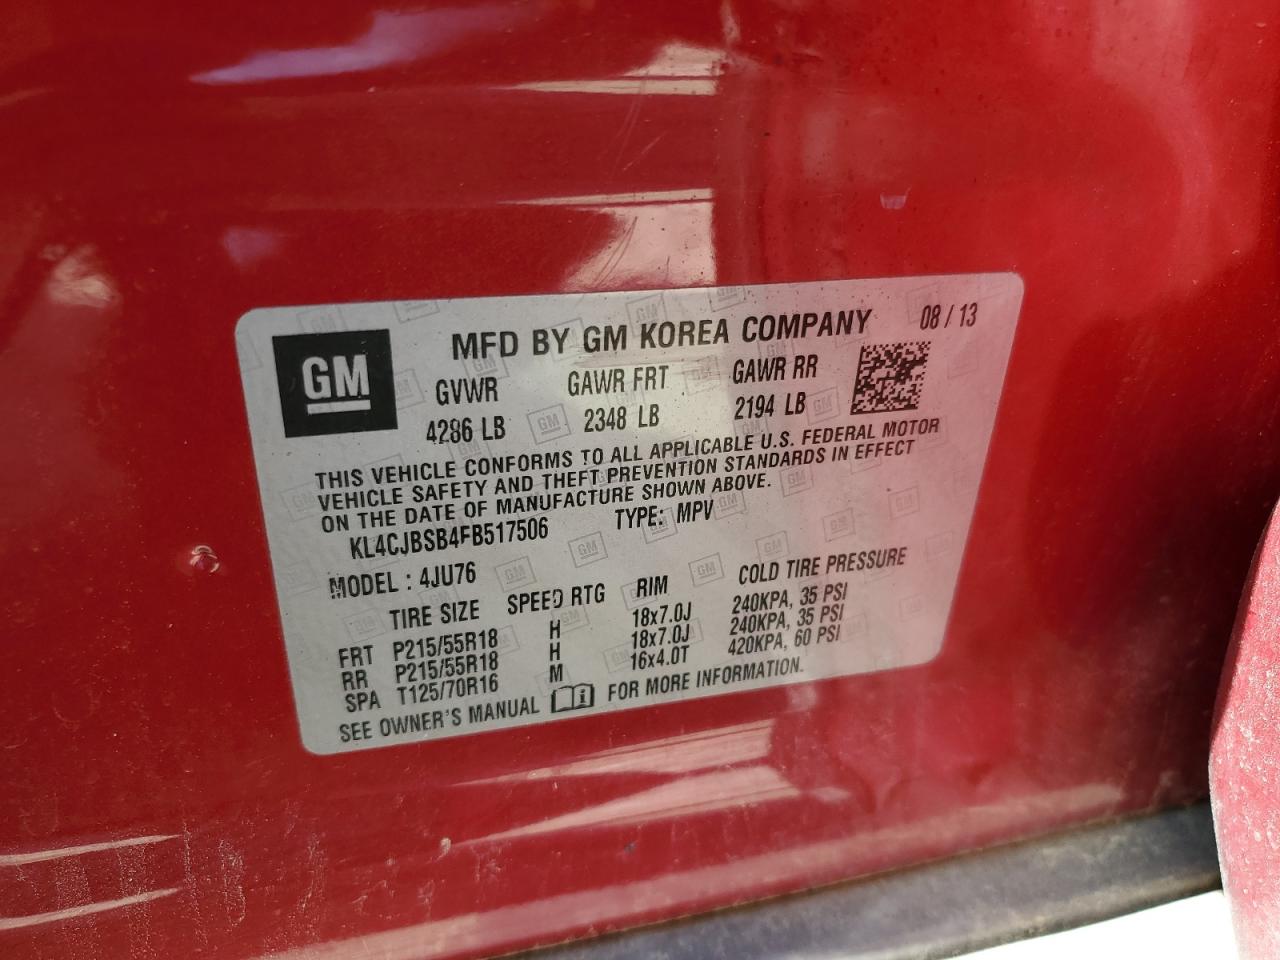 GM
MFD BY GM KOREA COMPANY 08 / 13
GVWR GAWR FRT GAWR RR
4286 LB 2348 LB 2194 LB
THIS VEHICLE CONFORMS TO ALL APPLICABLE U.S. FEDERAL MOTOR
VEHICLE SAFETY AND THEFT PREVENTION STANDARDS IN EFFECT
ON THE DATE OF MANUFACTURE SHOWN ABOVE.
KL4CJBSB4FB517506 TYPE: MPV
MODEL : 4JU76
TIRE SIZE SPEED RTG RIM COLD TIRE PRESSURE
FRT P215/55R18 H 18x7.0J 240KPA, 35 PSI
RR P215/55R18 H 18x7.0J 240KPA, 35 PSI
SPA T125/70R16 M 16x4.0T 420KPA, 60 PSI
SEE OWNER'S MANUAL FOR MORE INFORMATION.